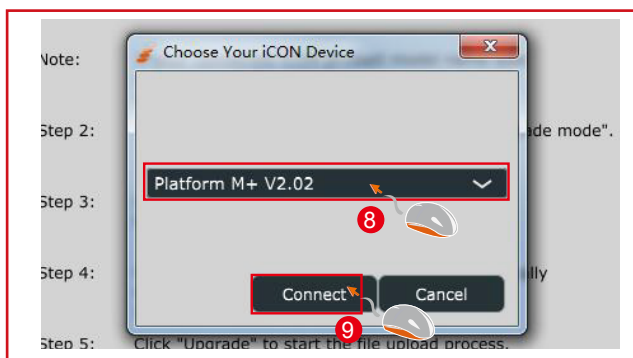 Choose Your iCON Device
Note:
Step 2:
ade mode".
Platform M+ V2.02
8
Step 3:
Step 4:
ally
Connect
Cancel
9
Step 5: Click "Upgrade" to start the file upload process.